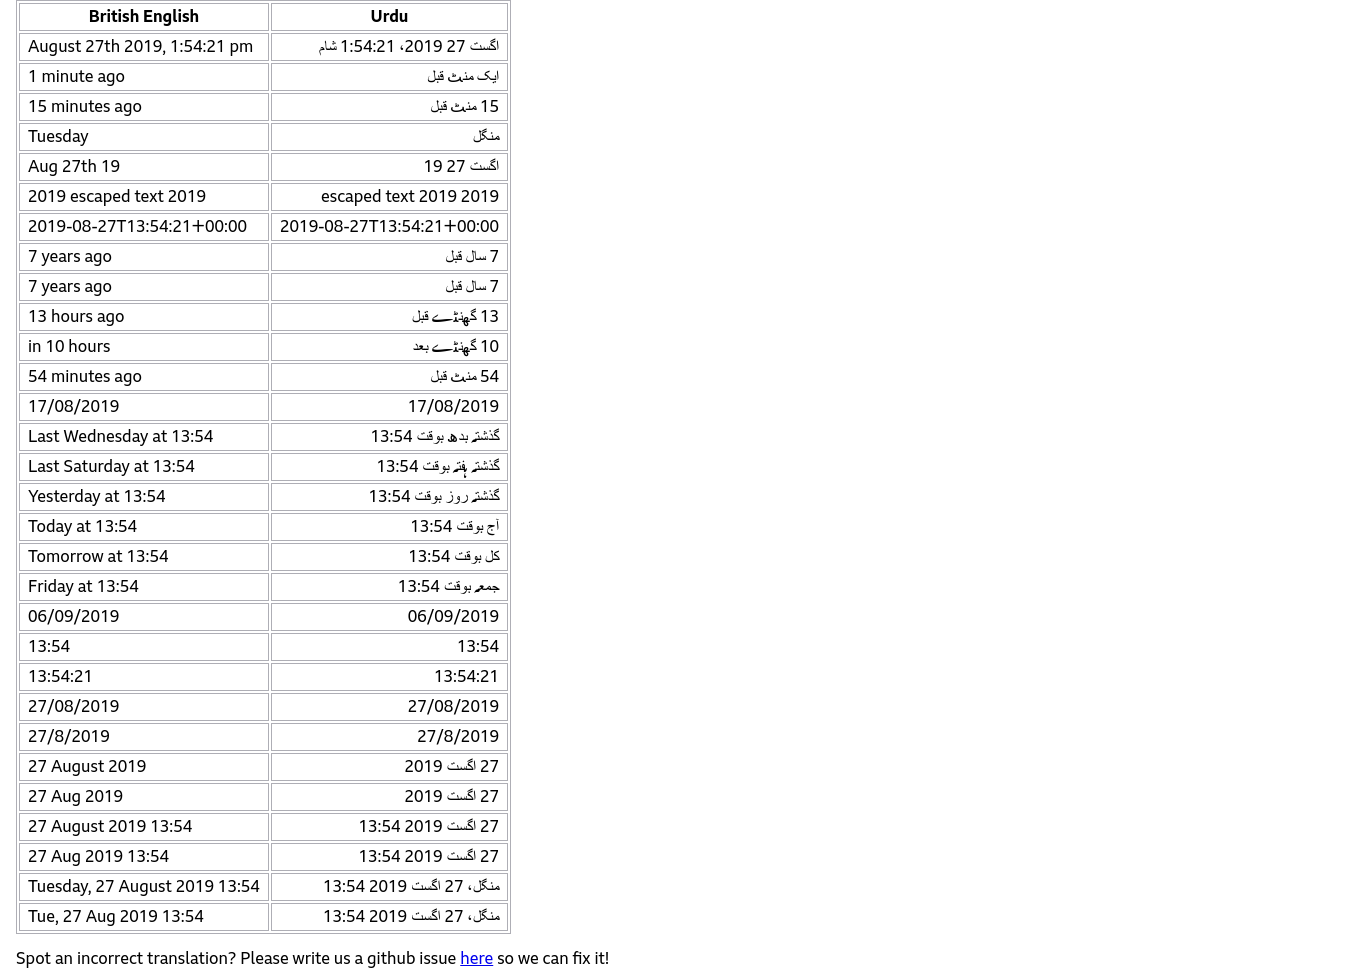 British English Urdu
August 27th 2019, 1:54:21 pm اگست 27 2019، 1:54:21 شام
1 minute ago ایک منٹ قبل
15 minutes ago 15 منٹ قبل
Tuesday منگل
Aug 27th 19 اگست 27 19
2019 escaped text 2019 2019 escaped text 2019
2019-08-27T13:54:21+00:00 2019-08-27T13:54:21+00:00
7 years ago 7 سال قبل
7 years ago 7 سال قبل
13 hours ago 13 گھنٹے قبل
in 10 hours 10 گھنٹے بعد
54 minutes ago 54 منٹ قبل
17/08/2019 17/08/2019
Last Wednesday at 13:54 گذشتہ بدھ بوقت 13:54
Last Saturday at 13:54 گذشتہ ہفتہ بوقت 13:54
Yesterday at 13:54 گذشتہ روز بوقت 13:54
Today at 13:54 آج بوقت 13:54
Tomorrow at 13:54 کل بوقت 13:54
Friday at 13:54 جمعہ بوقت 13:54
06/09/2019 06/09/2019
13:54 13:54
13:54:21 13:54:21
27/08/2019 27/08/2019
27/8/2019 27/8/2019
27 August 2019 27 اگست 2019
27 Aug 2019 27 اگست 2019
27 August 2019 13:54 27 اگست 2019 13:54
27 Aug 2019 13:54 27 اگست 2019 13:54
Tuesday, 27 August 2019 13:54 منگل، 27 اگست 2019 13:54
Tue, 27 Aug 2019 13:54 منگل، 27 اگست 2019 13:54
Spot an incorrect translation? Please write us a github issue here so we can fix it!